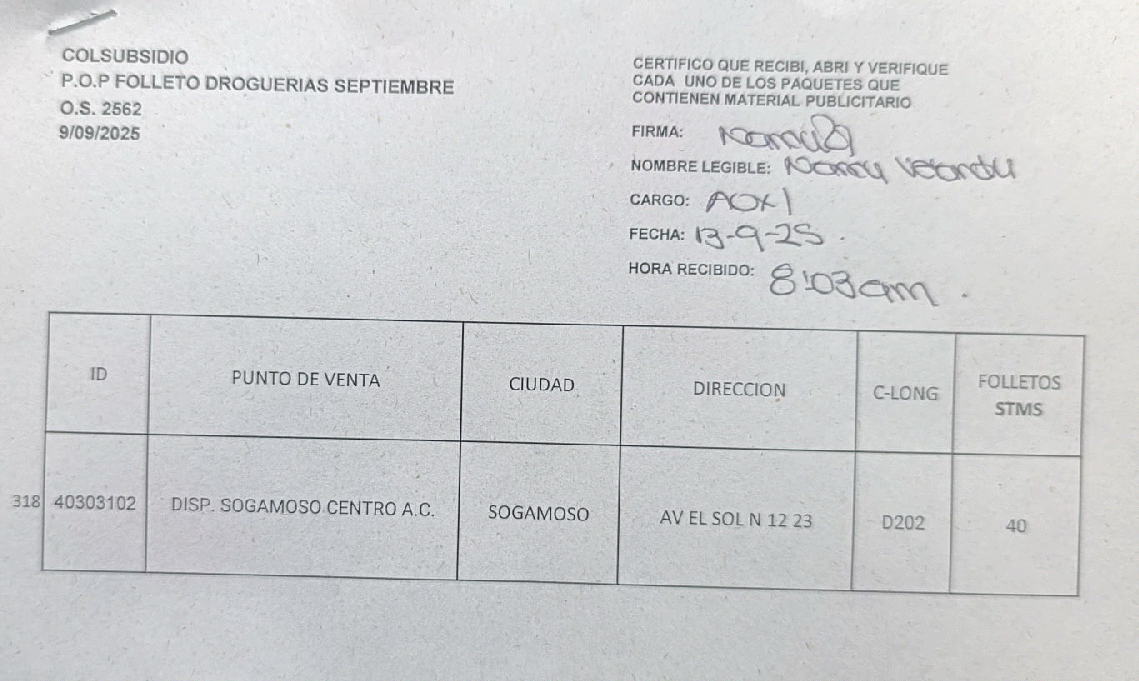 COLSUBSIDIO
P.O.P FOLLETO DROGUERIAS SEPTIEMBRE
O.S. 2562
9/09/2025
CERTIFICO QUE RECIBI, ABRI Y VERIFIQUE
CADA UNO DE LOS PAQUETES QUE
CONTIENEN MATERIAL PUBLICITARIO
FIRMA:
NOMBRE LEGIBLE: Nancy
CARGO: AUX1
FECHA: 13-9-25.
HORA RECIBIDO: 8:03am.
ID PUNTO DE VENTA CIUDAD DIRECCION C-LONG FOLLETOS STMS
318 40303102 DISP. SOGAMOSO CENTRO A.C. SOGAMOSO AV EL SOL N 12 23 D202 40